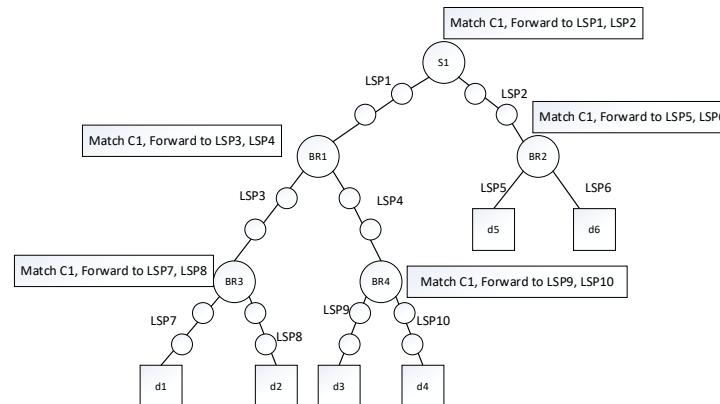 Match C1, Forward to LSP1, LSP2
S1
LSP1
LSP2
Match C1, Forward to LSP5,
Match C1, Forward to LSP3, LSP4
BR1
BR2
LSP3
LSP4
LSP5
LSP6
d5
d6
Match C1, Forward to LSP7, LSP8
BR3
BR4
Match C1, Forward to LSP9, LSP10
LSP7
LSP8
LSP9
LSP10
d1
d2
d3
d4